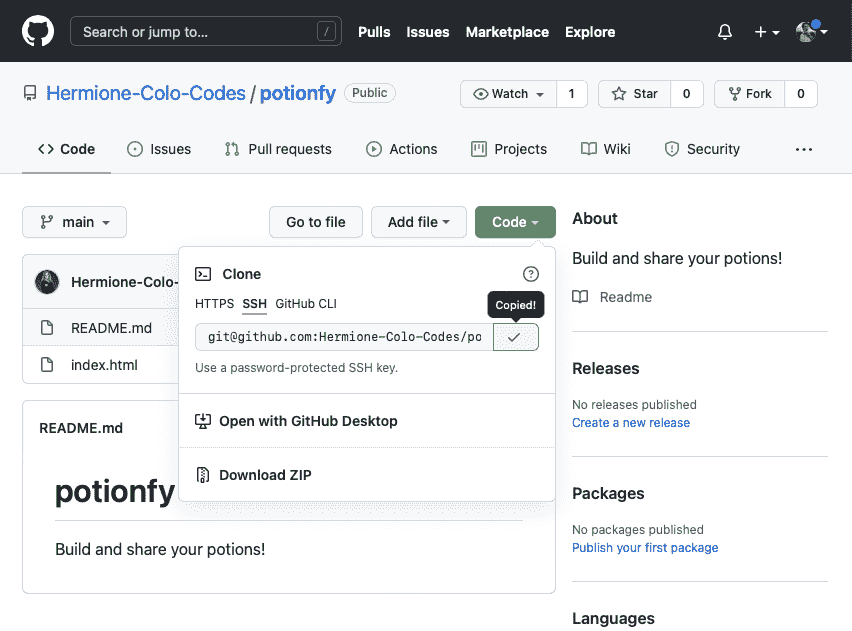 Search or jump to... / Pulls Issues Marketplace Explore
Hermione-Colo-Codes / potionfy Public Watch 1 Star 0 Fork 0
Code Issues Pull requests Actions Projects Wiki Security
main Go to file Add file Code
About
Build and share your potions!
Readme
Hermione-Colo-
README.md
index.html
Clone
HTTPS SSH GitHub CLI
Copied!
git@github.com:Hermione-Colo-Codes/po
Use a password-protected SSH key.
Open with GitHub Desktop
Download ZIP
README.md
potionfy
Build and share your potions!
Releases
No releases published
Create a new release
Packages
No packages published
Publish your first package
Languages